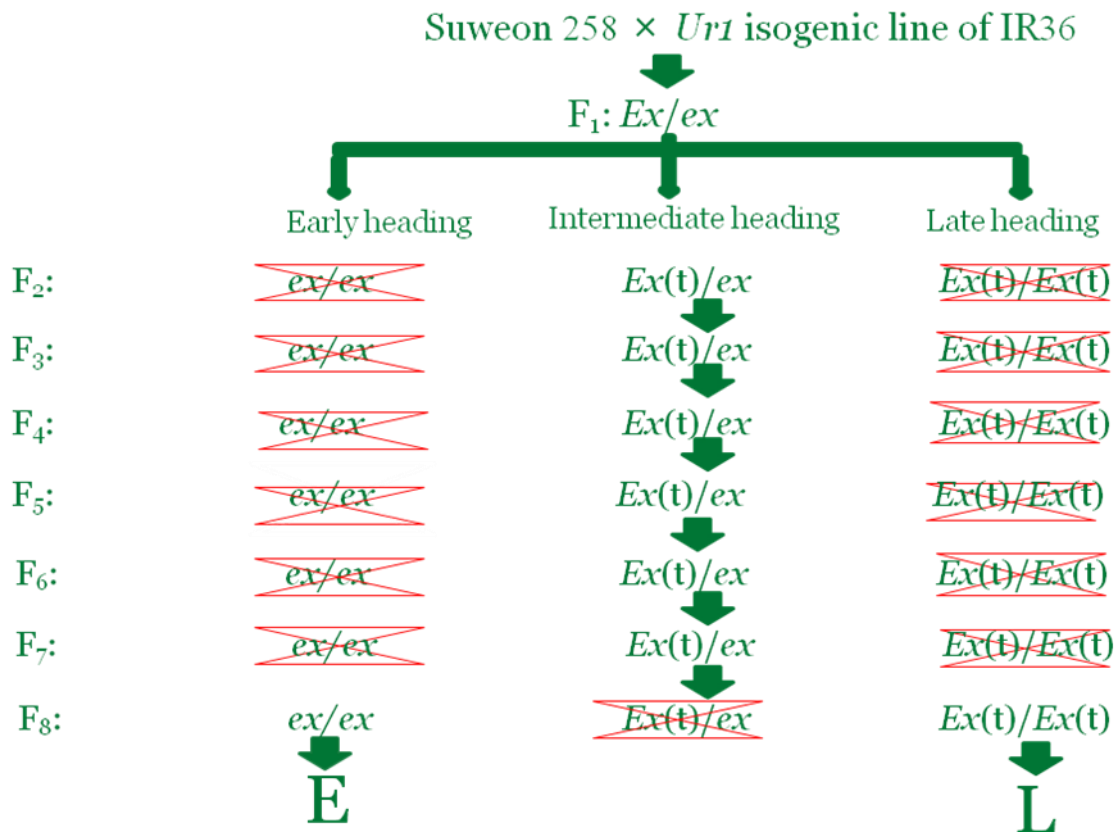 Suweon 258 × Ur1 isogenic line of IR36
F₁: Ex/ex
Early heading Intermediate heading Late heading
F₂: ex/ex Ex(t)/ex Ex(t)/Ex(t)
F₃: ex/ex Ex(t)/ex Ex(t)/Ex(t)
F₄: ex/ex Ex(t)/ex Ex(t)/Ex(t)
F₅: ex/ex Ex(t)/ex Ex(t)/Ex(t)
F₆: ex/ex Ex(t)/ex Ex(t)/Ex(t)
F₇: ex/ex Ex(t)/ex Ex(t)/Ex(t)
F₈: ex/ex Ex(t)/ex Ex(t)/Ex(t)
E L